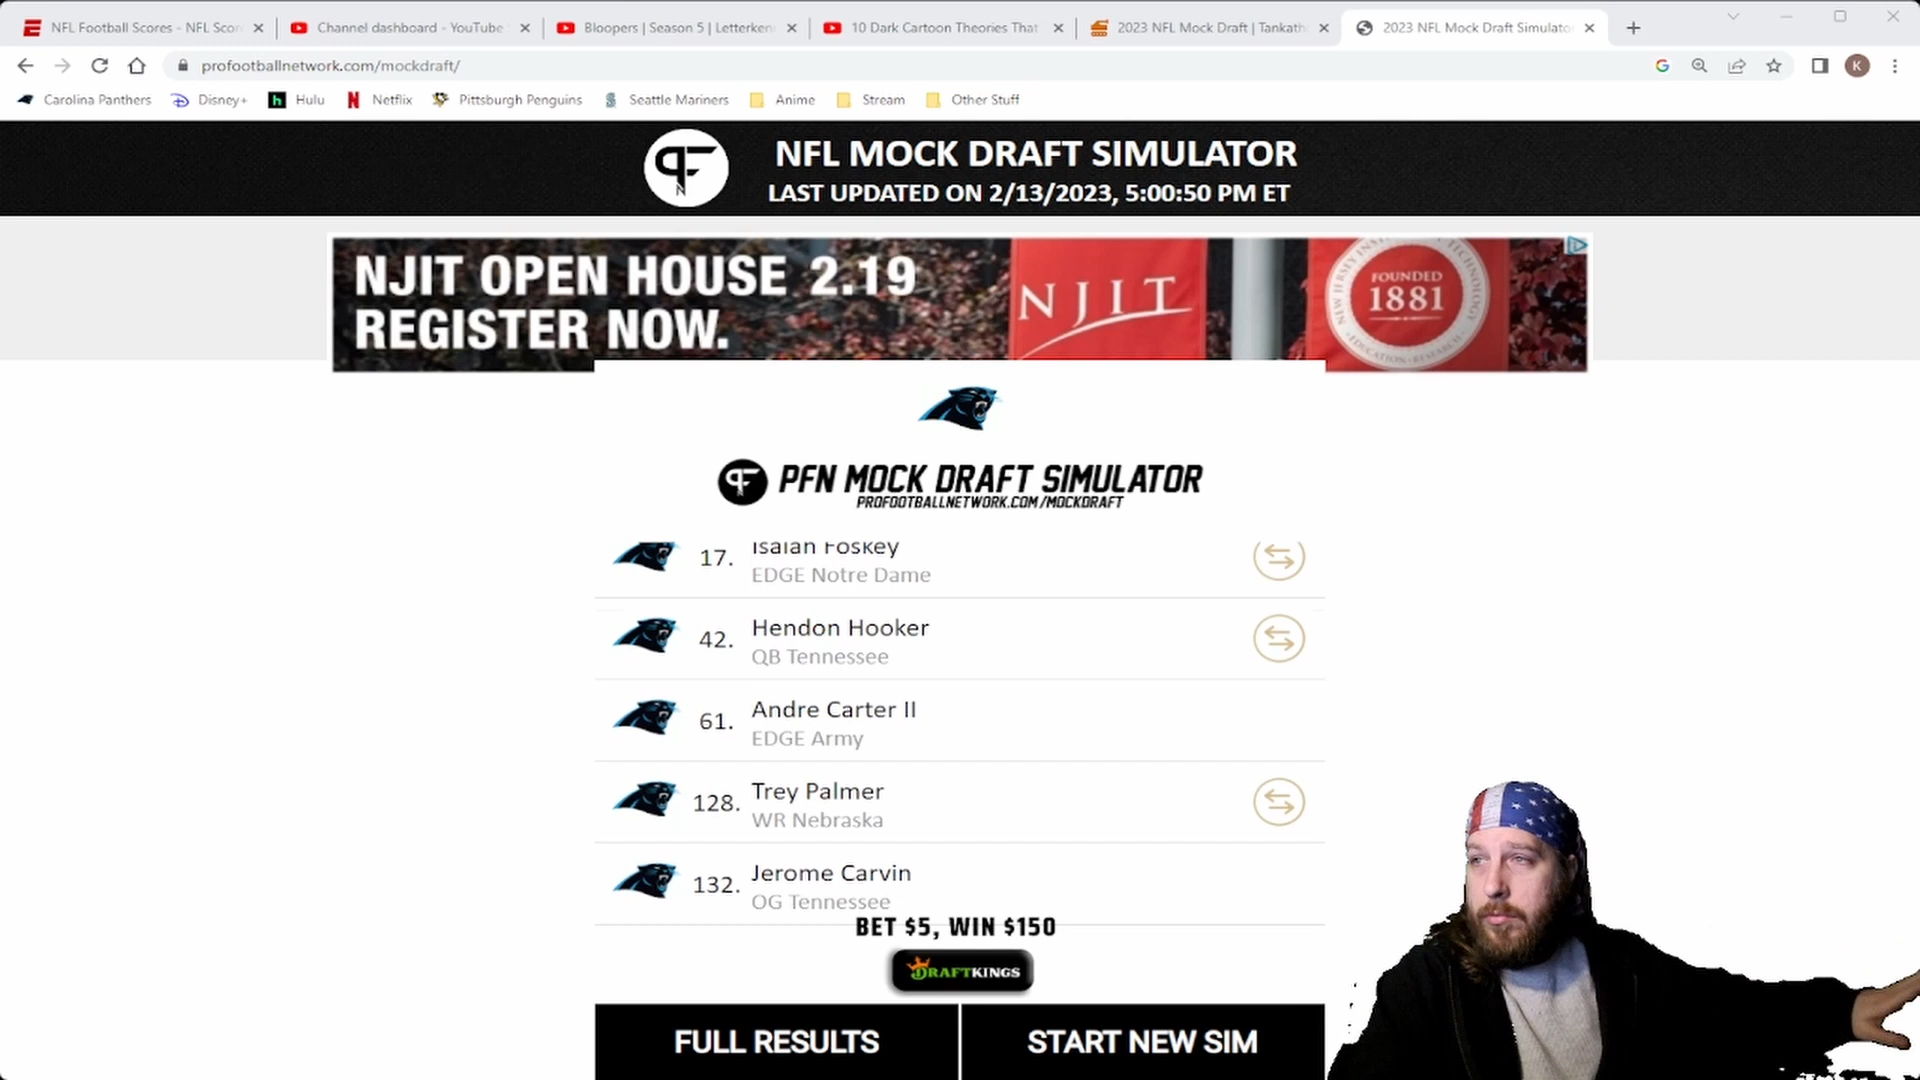 NFL Football Scores - NFL Scor
Channel dashboard - YouTube
Bloopers | Season 5 | Letterken
10 Dark Cartoon Theories That
2023 NFL Mock Draft | Tankath
2023 NFL Mock Draft Simulato
profootballnetwork.com/mockdraft/
K
Carolina Panthers
Disney+
Hulu
Netflix
Pittsburgh Penguins
Seattle Mariners
Anime
Stream
Other Stuff
NFL MOCK DRAFT SIMULATOR
LAST UPDATED ON 2/13/2023, 5:00:50 PM ET
NJIT OPEN HOUSE 2.19
REGISTER NOW.
NJIT
FOUNDED
1881
PFN MOCK DRAFT SIMULATOR
PROFOOTBALLNETWORK.COM/MOCKDRAFT
17. Isaiah Foskey
EDGE Notre Dame
42. Hendon Hooker
QB Tennessee
61. Andre Carter II
EDGE Army
128. Trey Palmer
WR Nebraska
132. Jerome Carvin
OG Tennessee
BET $5, WIN $150
DRAFTKINGS
FULL RESULTS
START NEW SIM